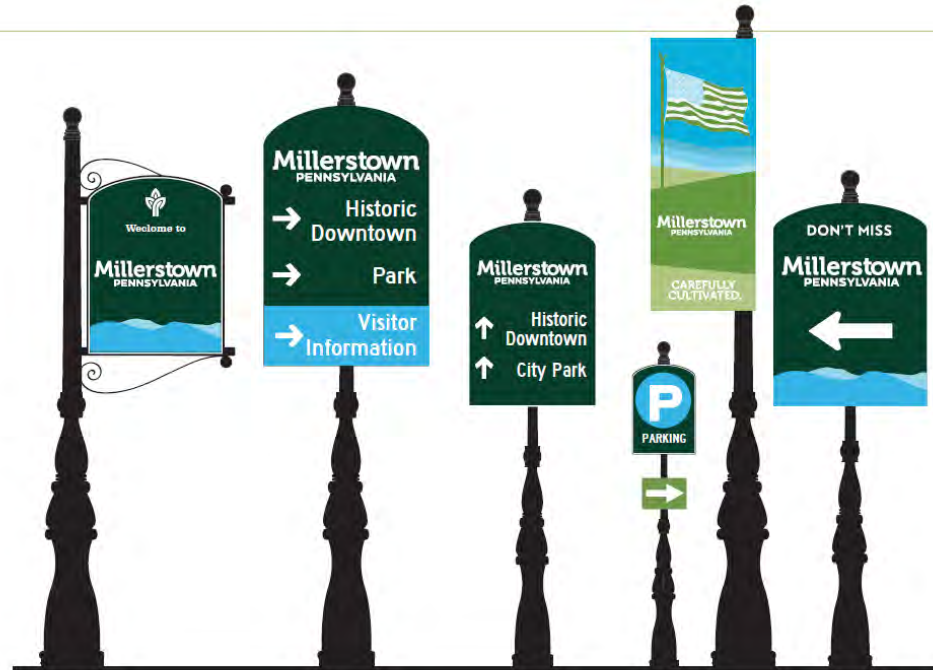 Weclome to
Millerstown
PENNSYLVANIA
Millerstown
PENNSYLVANIA
Historic
Downtown
Park
Visitor
Information
Millerstown
PENNSYLVANIA
Historic
Downtown
City Park
Millerstown
PENNSYLVANIA
CAREFULLY
CULTIVATED.
P
PARKING
DON'T MISS
Millerstown
PENNSYLVANIA